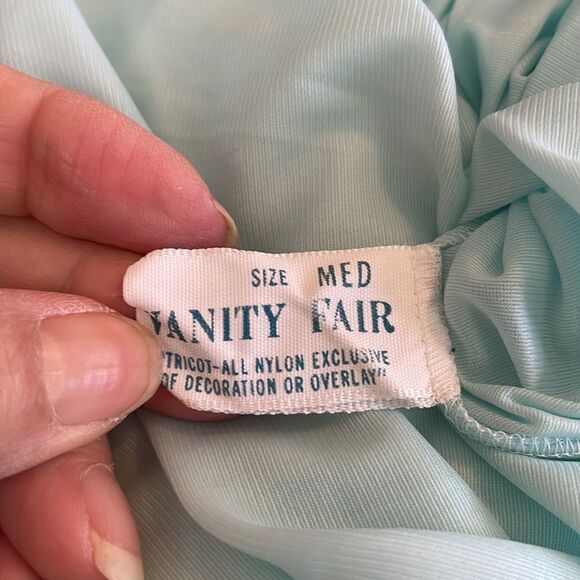 SIZE MED
VANITY FAIR
"TRICOT-ALL NYLON EXCLUSIVE
OF DECORATION OR OVERLAY"